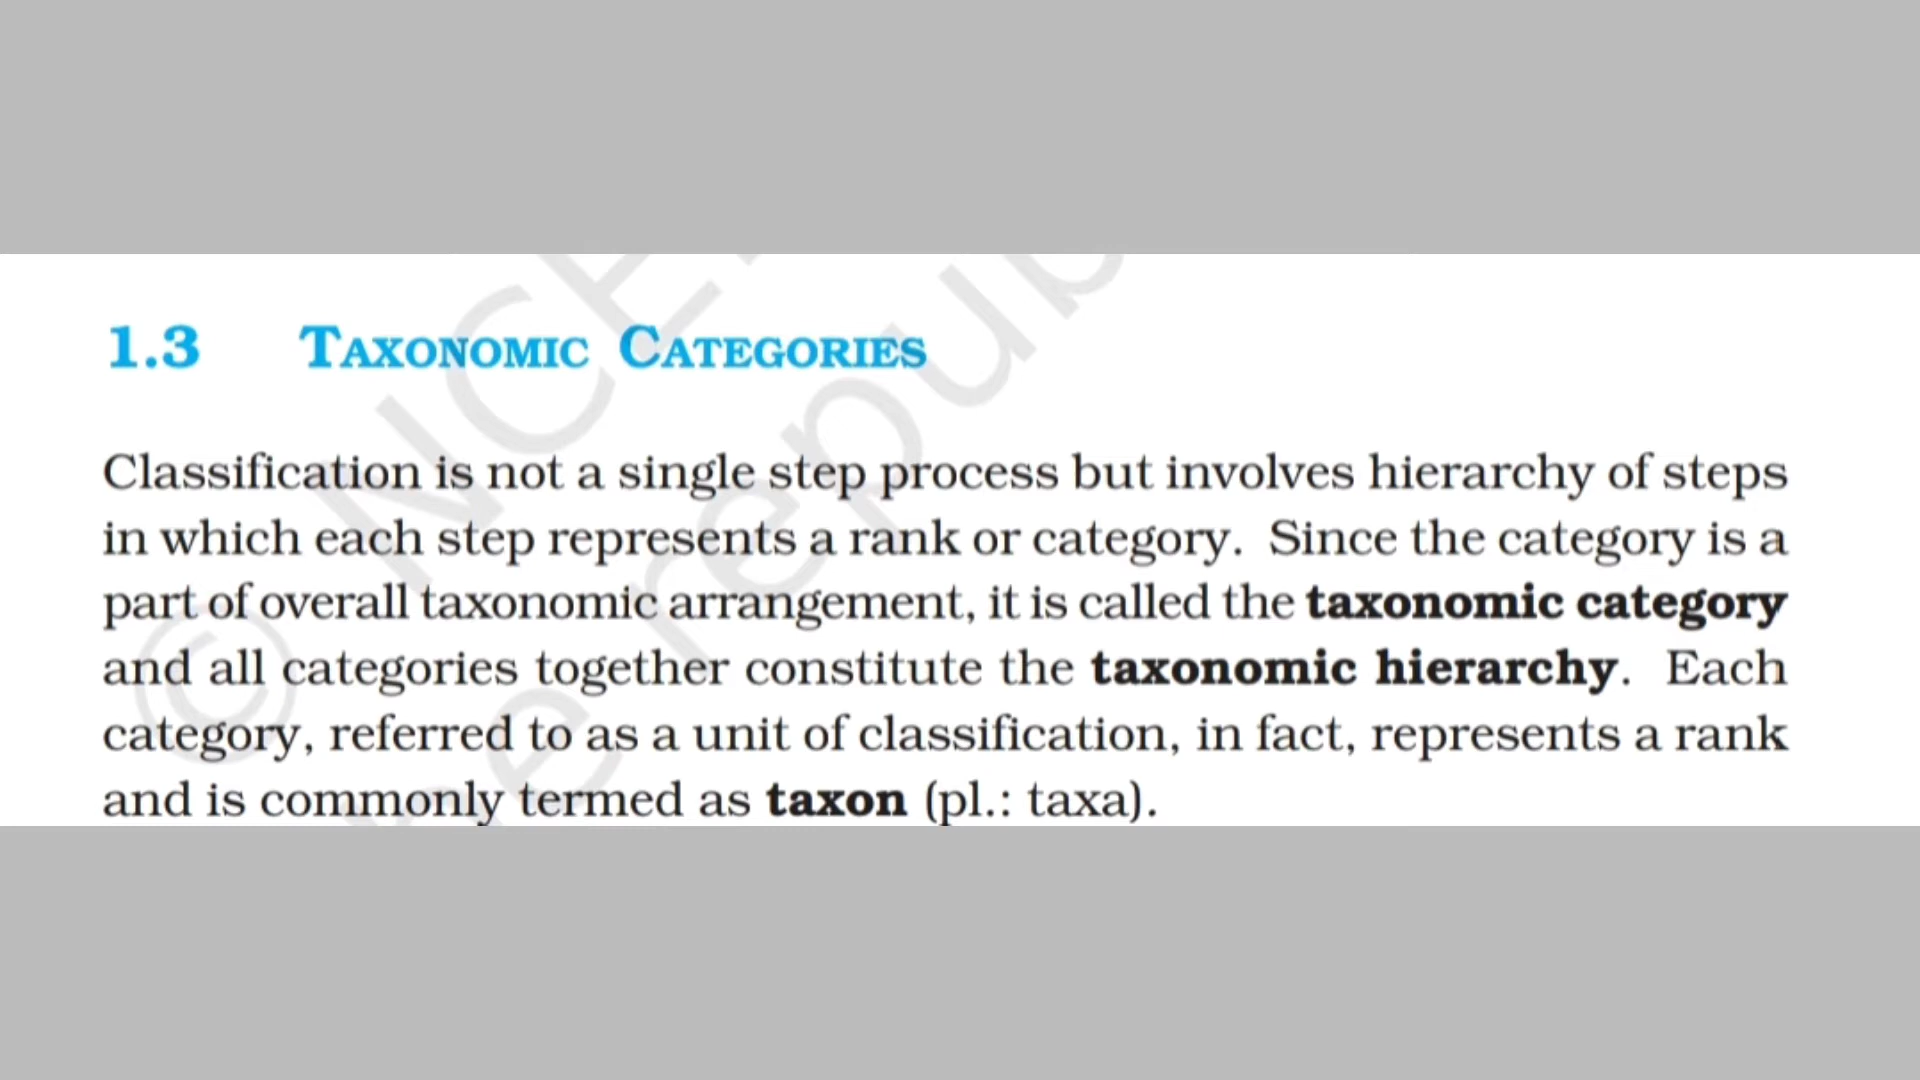 1.3 Taxonomic Categories
Classification is not a single step process but involves hierarchy of steps
in which each step represents a rank or category. Since the category is a
part of overall taxonomic arrangement, it is called the taxonomic category
and all categories together constitute the taxonomic hierarchy. Each
category, referred to as a unit of classification, in fact, represents a rank
and is commonly termed as taxon (pl.: taxa).